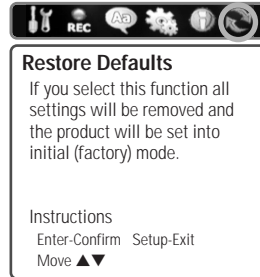 REC
Aa
Restore Defaults
If you select this function all
settings will be removed and
the product will be set into
initial (factory) mode.
Instructions
Enter-Confirm Setup-Exit
Move ▲▼